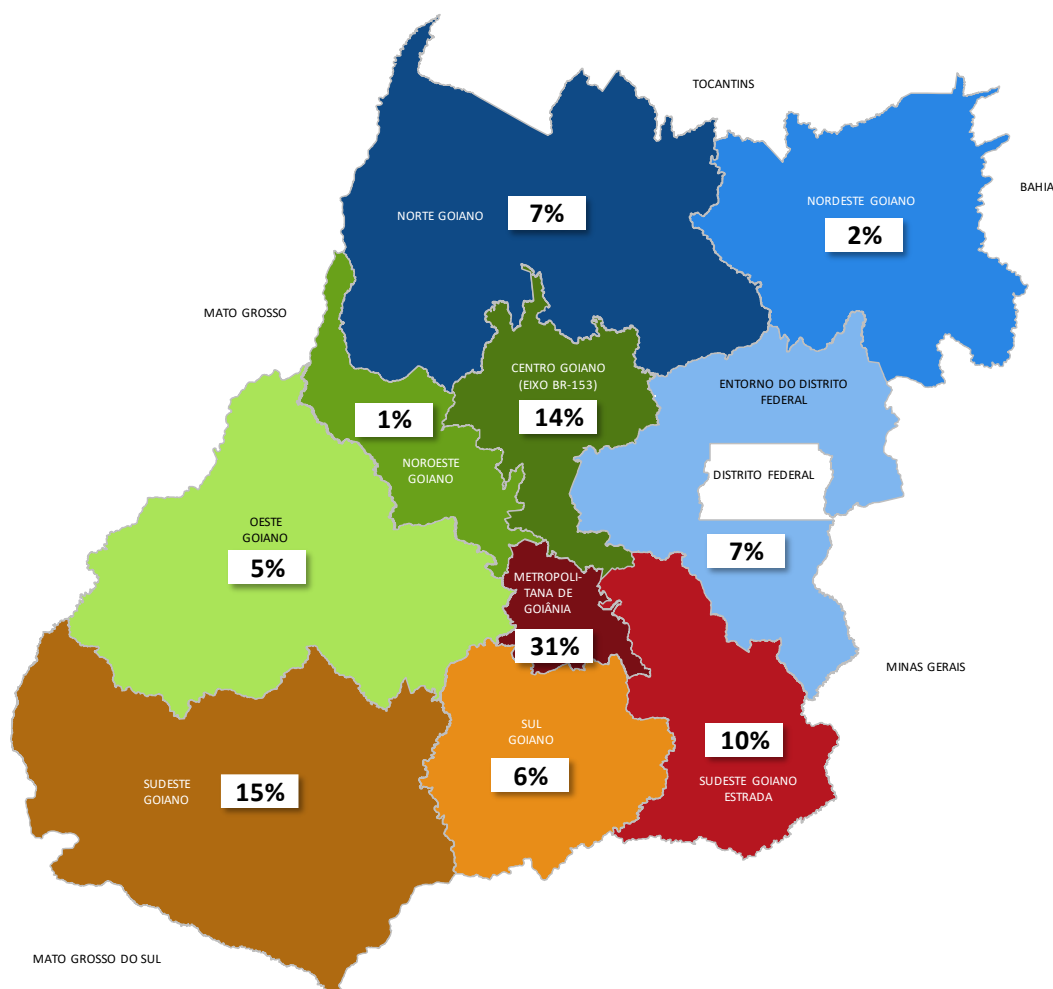 TOCANTINS
BAHIA
NORDESTE GOIANO
2%
NORTE GOIANO
7%
MATO GROSSO
CENTRO GOIANO
(EIXO BR-153)
14%
ENTORNO DO DISTRITO
FEDERAL
1%
NOROESTE
GOIANO
DISTRITO FEDERAL
7%
OESTE
GOIANO
5%
METROPOLI-
TANA DE
GOIÂNIA
31%
MINAS GERAIS
10%
SUDESTE GOIANO
ESTRADA
SUL
GOIANO
6%
SUDESTE
GOIANO
15%
MATO GROSSO DO SUL